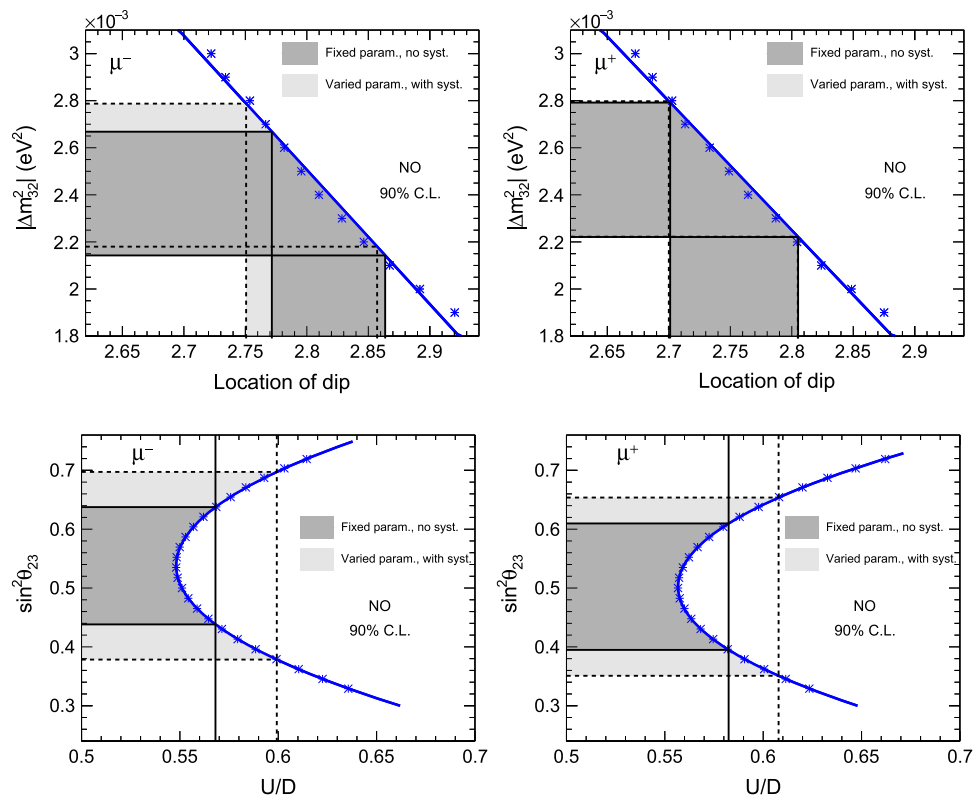 ×10⁻³
μ⁻
Fixed param., no syst.
Varied param., with syst.
NO
90% C.L.
|Δm²₃₂| (eV²)
3
2.8
2.6
2.4
2.2
2
1.8
2.65 2.7 2.75 2.8 2.85 2.9
Location of dip
×10⁻³
μ⁺
Fixed param., no syst.
Varied param., with syst.
NO
90% C.L.
|Δm²₃₂| (eV²)
3
2.8
2.6
2.4
2.2
2
1.8
2.65 2.7 2.75 2.8 2.85 2.9
Location of dip
μ⁻
Fixed param., no syst.
Varied param., with syst.
NO
90% C.L.
sin²θ₂₃
0.7
0.6
0.5
0.4
0.3
0.5 0.55 0.6 0.65 0.7
U/D
μ⁺
Fixed param., no syst.
Varied param., with syst.
NO
90% C.L.
sin²θ₂₃
0.7
0.6
0.5
0.4
0.3
0.5 0.55 0.6 0.65 0.7
U/D